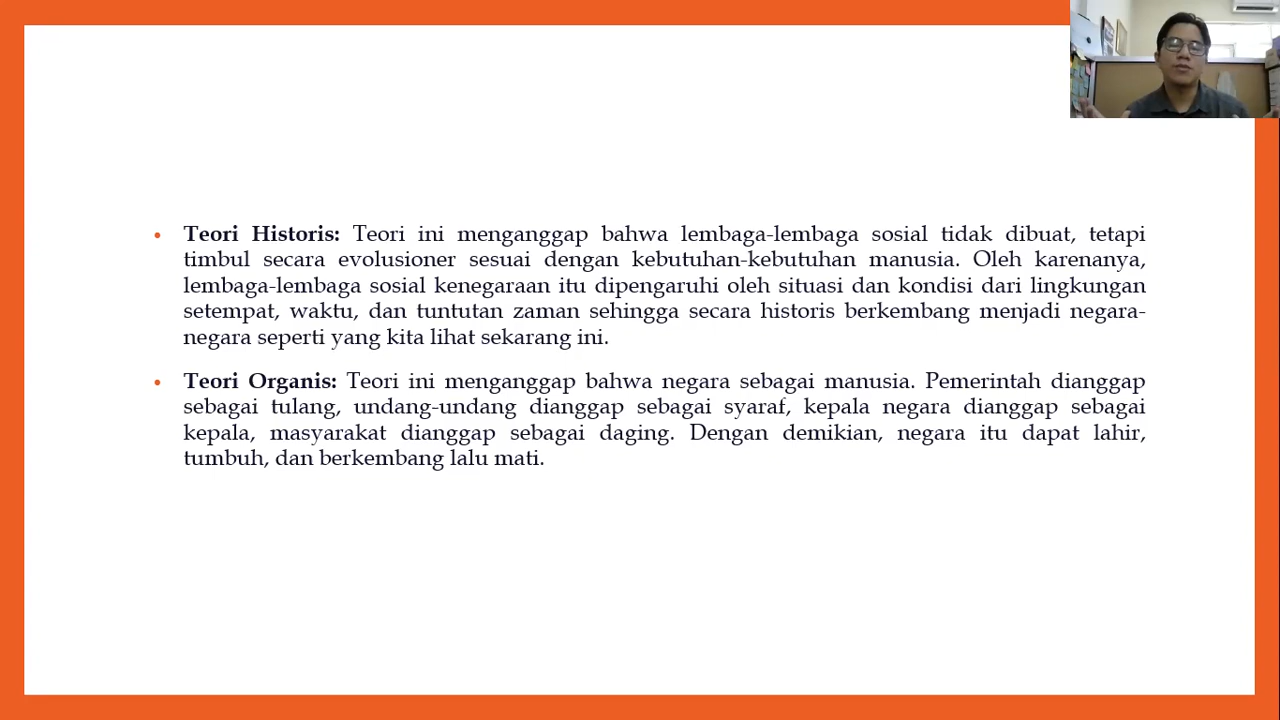 • Teori Historis: Teori ini menganggap bahwa lembaga-lembaga sosial tidak dibuat, tetapi
timbul secara evolusioner sesuai dengan kebutuhan-kebutuhan manusia. Oleh karenanya,
lembaga-lembaga sosial kenegaraan itu dipengaruhi oleh situasi dan kondisi dari lingkungan
setempat, waktu, dan tuntutan zaman sehingga secara historis berkembang menjadi negara-
negara seperti yang kita lihat sekarang ini.
• Teori Organis: Teori ini menganggap bahwa negara sebagai manusia. Pemerintah dianggap
sebagai tulang, undang-undang dianggap sebagai syaraf, kepala negara dianggap sebagai
kepala, masyarakat dianggap sebagai daging. Dengan demikian, negara itu dapat lahir,
tumbuh, dan berkembang lalu mati.